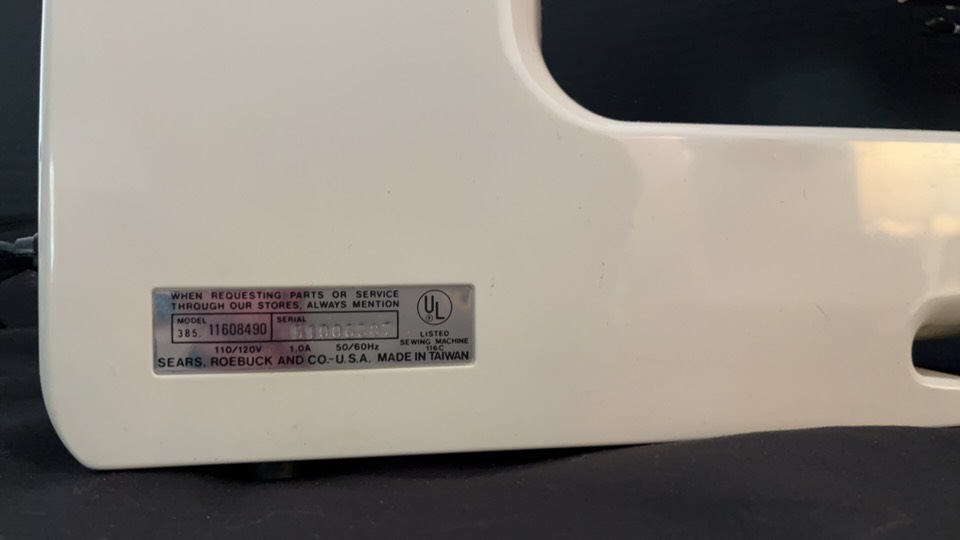 WHEN REQUESTING PARTS OR SERVICE
THROUGH OUR STORES, ALWAYS MENTION
MODEL
385. 11608490
SERIAL
110/120V 1.0A 50/60Hz
UL
LISTED
SEWING MACHINE
116C
SEARS, ROEBUCK AND CO.-U.S.A. MADE IN TAIWAN